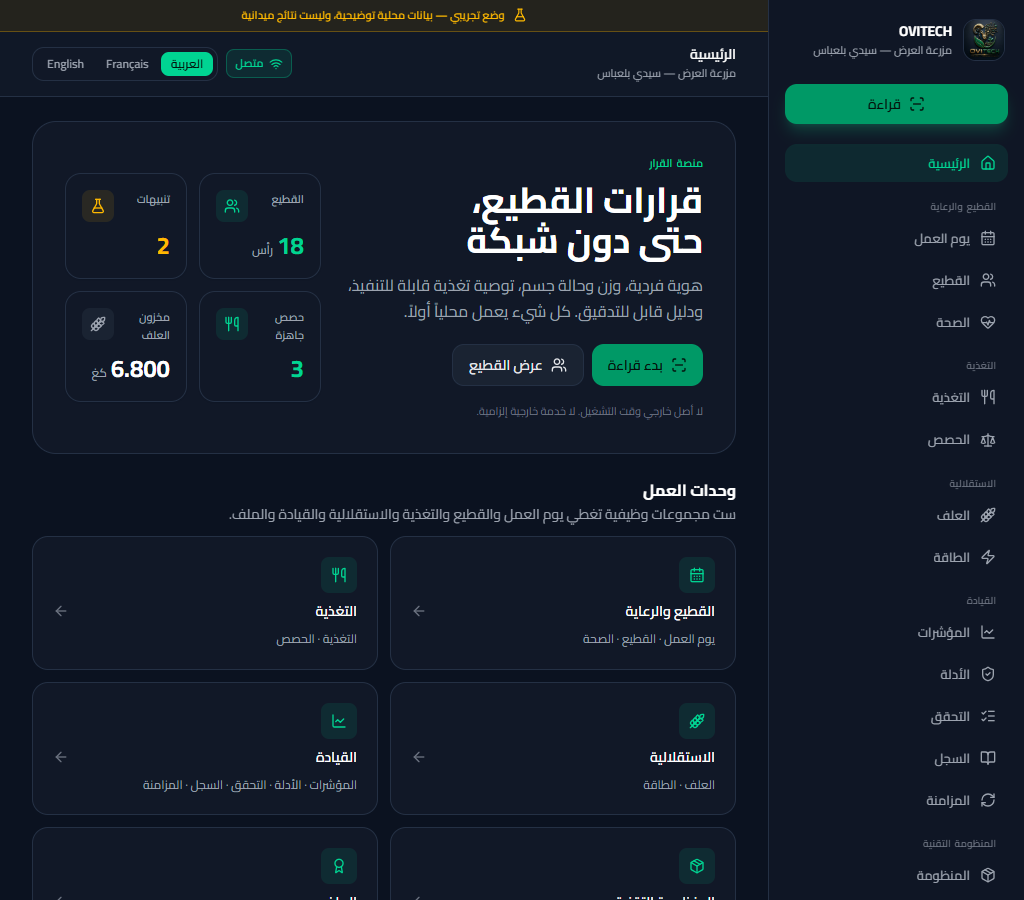 وضع تجريبي — بيانات محلية توضيحية، وليست نتائج ميدانية
OVITECH
مزرعة العرض — سيدي بلعباس
قراءة
الرئيسية
القطيع والرعاية
يوم العمل
القطيع
الصحة
التغذية
التغذية
الحصص
الاستقلالية
العلف
الطاقة
القيادة
المؤشرات
الأدلة
التحقق
السجل
المزامنة
المنظومة التقنية
المنظومة
الرئيسية
مزرعة العرض — سيدي بلعباس
متصل
العربية
Français
English
منصة القرار
قرارات القطيع،
حتى دون شبكة
هوية فردية، وزن وحالة جسم، توصية تغذية قابلة للتنفيذ،
ودليل قابل للتدقيق. كل شيء يعمل محلياً أولاً.
بدء قراءة
عرض القطيع
لا أصل خارجي وقت التشغيل. لا خدمة خارجية إلزامية.
القطيع
18 رأس
تنبيهات
2
حصص
جاهزة
3
مخزون
العلف
6.800 كغ
وحدات العمل
ست مجموعات وظيفية تغطي يوم العمل والقطيع والتغذية والاستقلالية والقيادة والملف.
القطيع والرعاية
يوم العمل · القطيع · الصحة
التغذية
التغذية · الحصص
الاستقلالية
العلف · الطاقة
القيادة
المؤشرات · الأدلة · التحقق · السجل · المزامنة